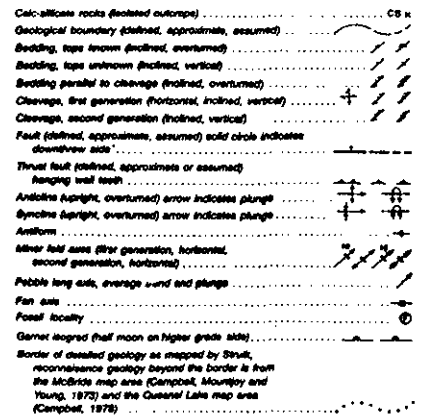 Calc-silicate rocks (isolated outcrops) CS x
Geological boundary (defined, approximate, assumed)
Bedding, tops known (inclined, overturned)
Bedding, tops unknown (inclined, vertical)
Bedding parallel to cleavage (inclined, overturned)
Cleavage, first generation (horizontal, inclined, vertical)
Cleavage, second generation (inclined, vertical)
Fault (defined, approximate, assumed) solid circle indicates
downthrow side
Thrust fault (defined, approximate or assumed)
hanging wall teeth
Anticline (upright, overturned) arrow indicates plunge
Syncline (upright, overturned) arrow indicates plunge
Antiform
Minor fold axes (first generation, horizontal,
second generation, horizontal)
Pebble long axis, average trend and plunge
Fan axis
Fossil locality
Garnet isograd (half moon on higher grade side)
Border of detailed geology as mapped by Struik,
reconnaissance geology beyond the border is from
the McBride map area (Campbell, Mountjoy and
Young, 1973) and the Quesnel Lake map area
(Campbell, 1978)